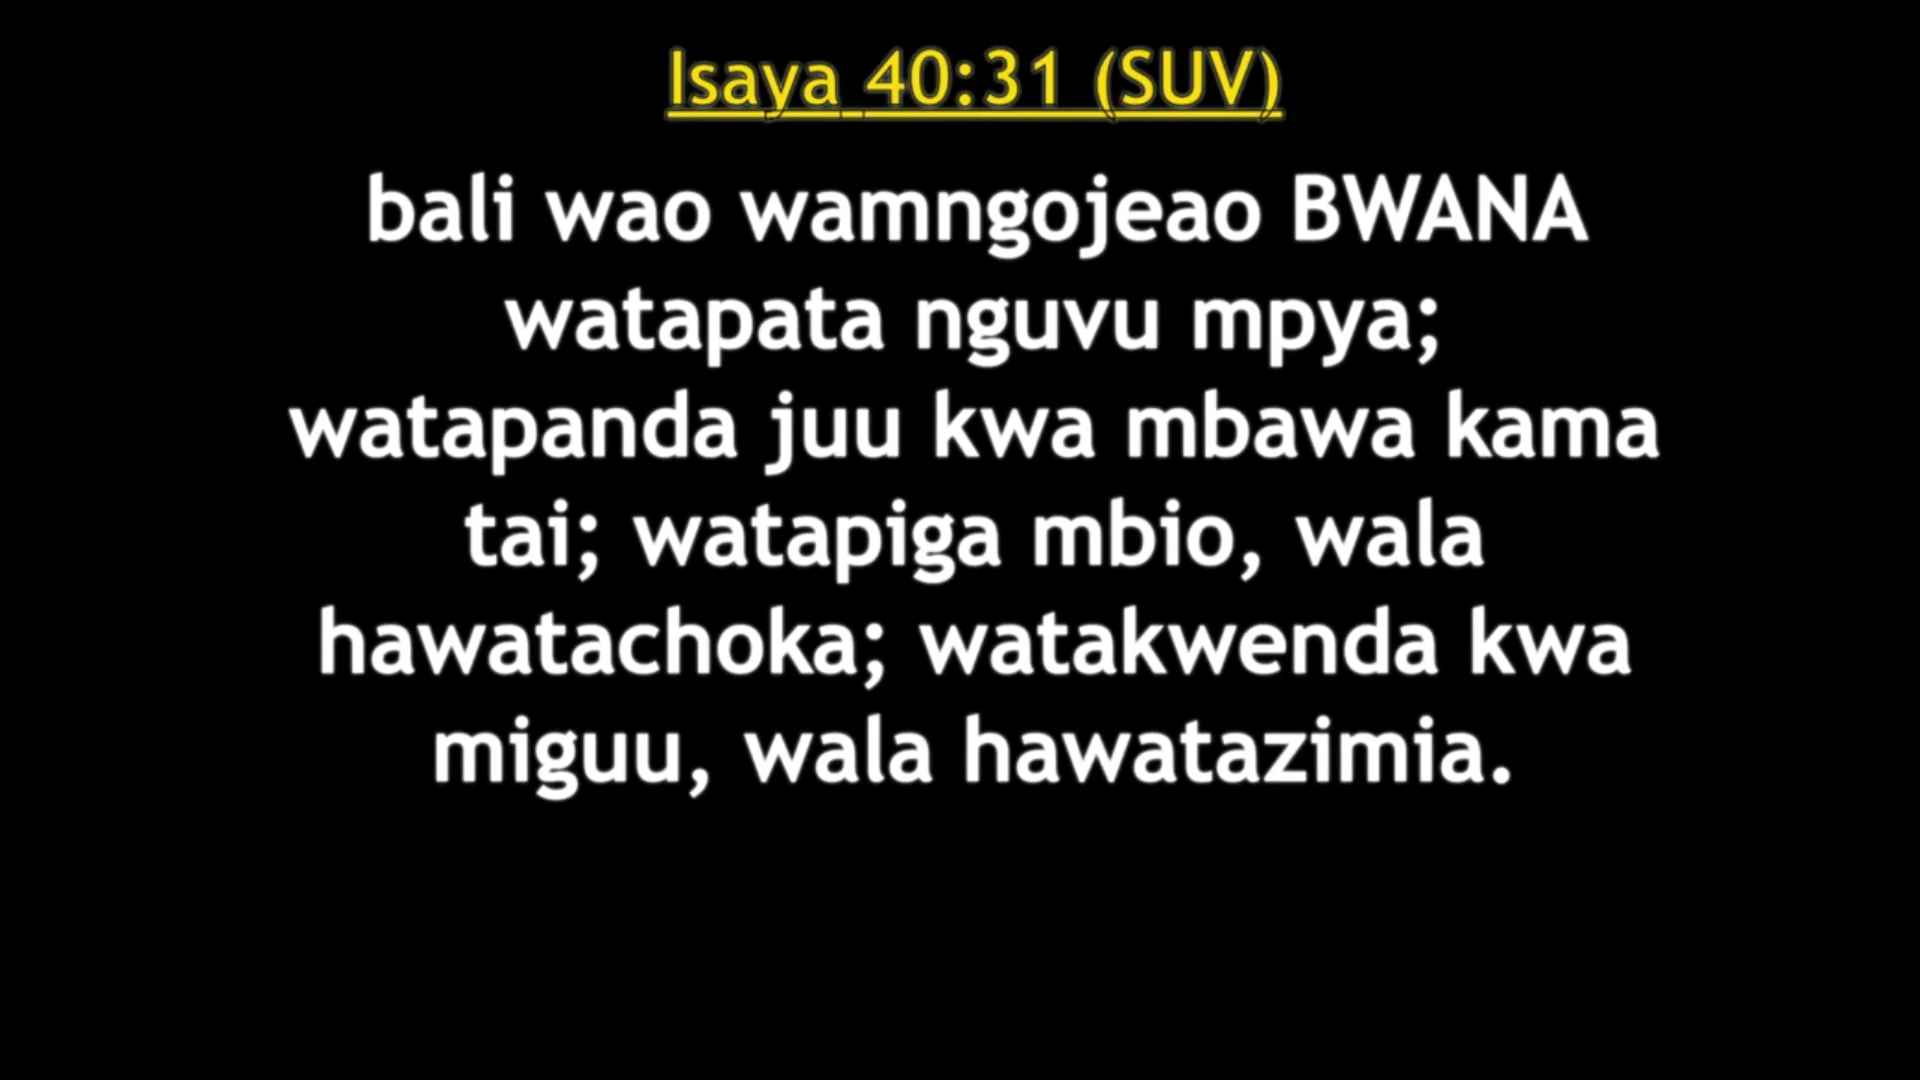 Isaya 40:31 (SUV)
bali wao wamngojeao BWANA
watapata nguvu mpya;
watapanda juu kwa mbawa kama
tai; watapiga mbio, wala
hawatachoka; watakwenda kwa
miguu, wala hawatazimia.